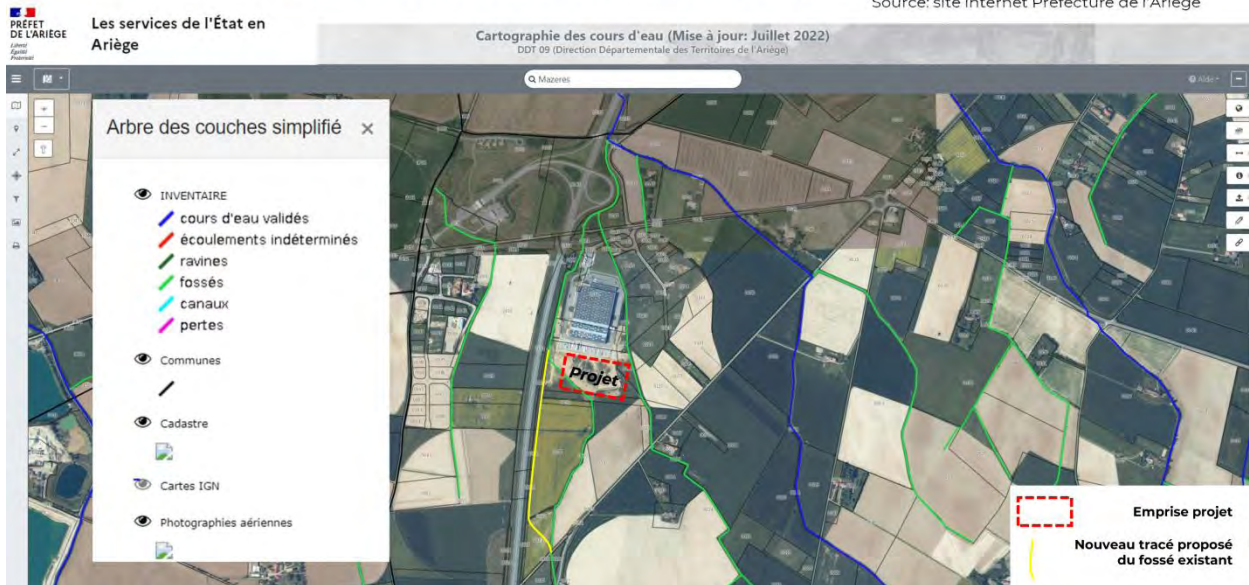 Source: site internet Préfecture de l'Ariège
PRÉFET
DE L'ARIÈGE
Liberté
Égalité
Fraternité
Les services de l'État en
Ariège
Cartographie des cours d'eau (Mise à jour: Juillet 2022)
DDT 09 (Direction Départementale des Territoires de l'Ariège)
Mazeres
Aide
Arbre des couches simplifié ×
INVENTAIRE
cours d'eau validés
écoulements indéterminés
ravines
fossés
canaux
pertes
Communes
Cadastre
Cartes IGN
Photographies aériennes
Projet
Emprise projet
Nouveau tracé proposé
du fossé existant